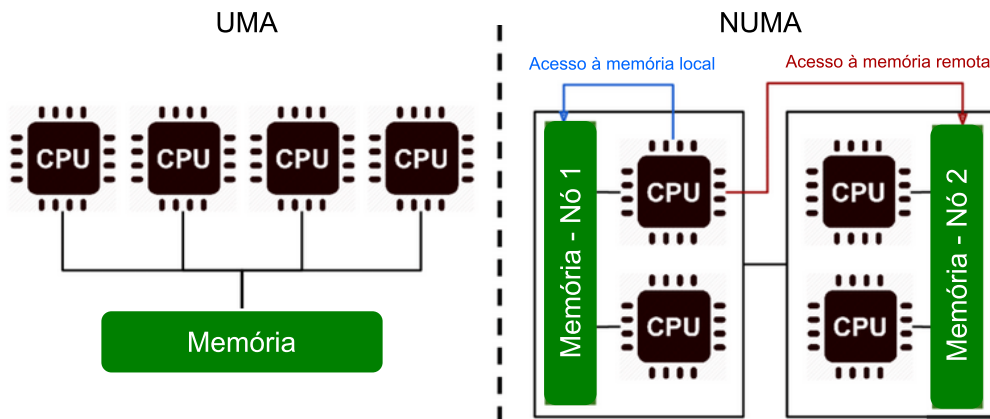 UMA
CPU
CPU
CPU
CPU
Memória
NUMA
Acesso à memória local
Acesso à memória remota
Memória - Nó 1
CPU
CPU
CPU
CPU
Memória - Nó 2